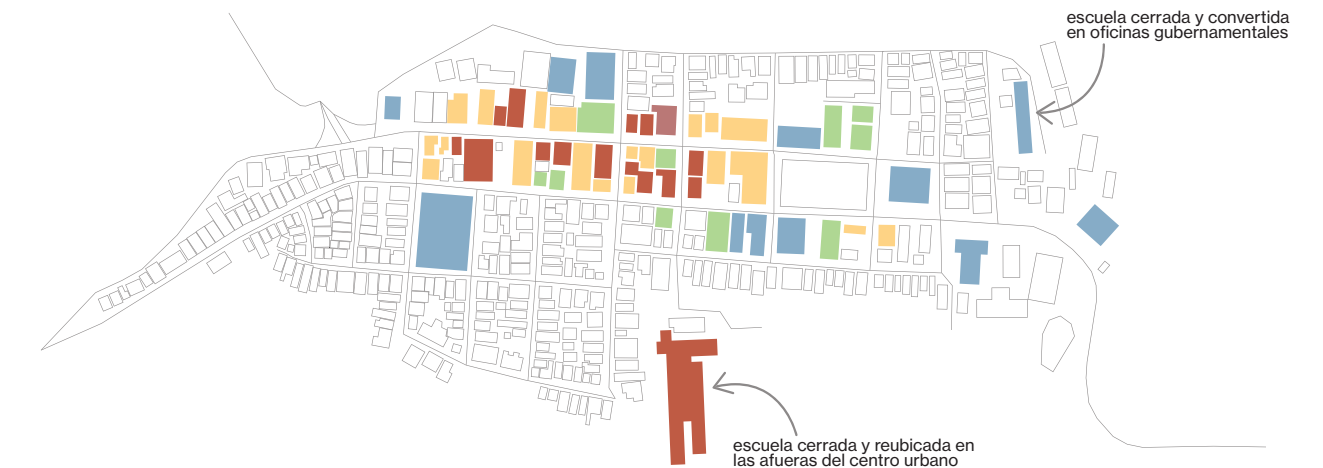 escuela cerrada y convertida
en oficinas gubernamentales
escuela cerrada y reubicada en
las afueras del centro urbano